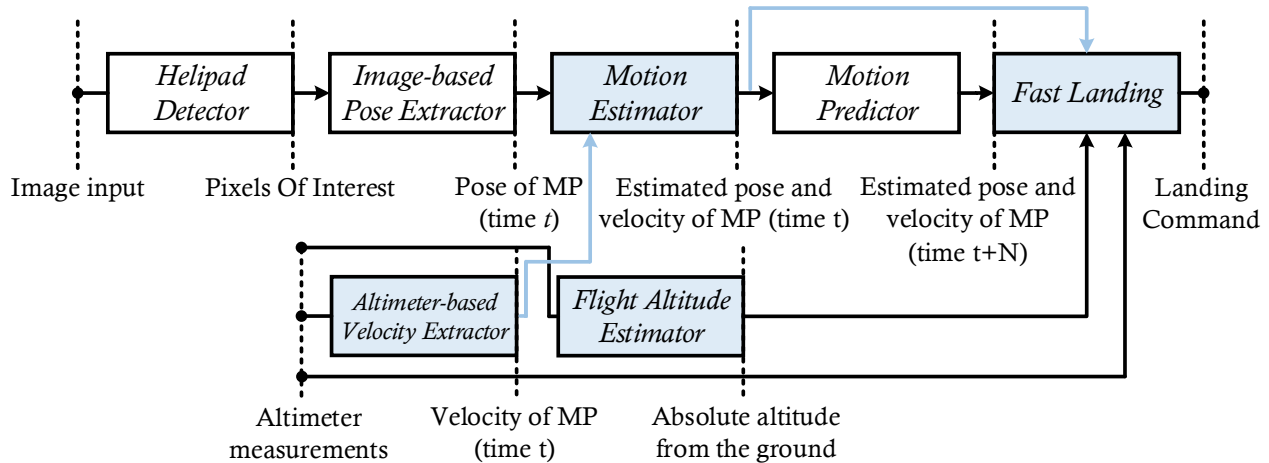 Helipad
Detector
Image-based
Pose Extractor
Motion
Estimator
Motion
Predictor
Fast Landing
Image input
Pixels Of Interest
Pose of MP
(time t)
Estimated pose and
velocity of MP (time t)
Estimated pose and
velocity of MP
(time t+N)
Landing
Command
Altimeter-based
Velocity Extractor
Flight Altitude
Estimator
Altimeter
measurements
Velocity of MP
(time t)
Absolute altitude
from the ground